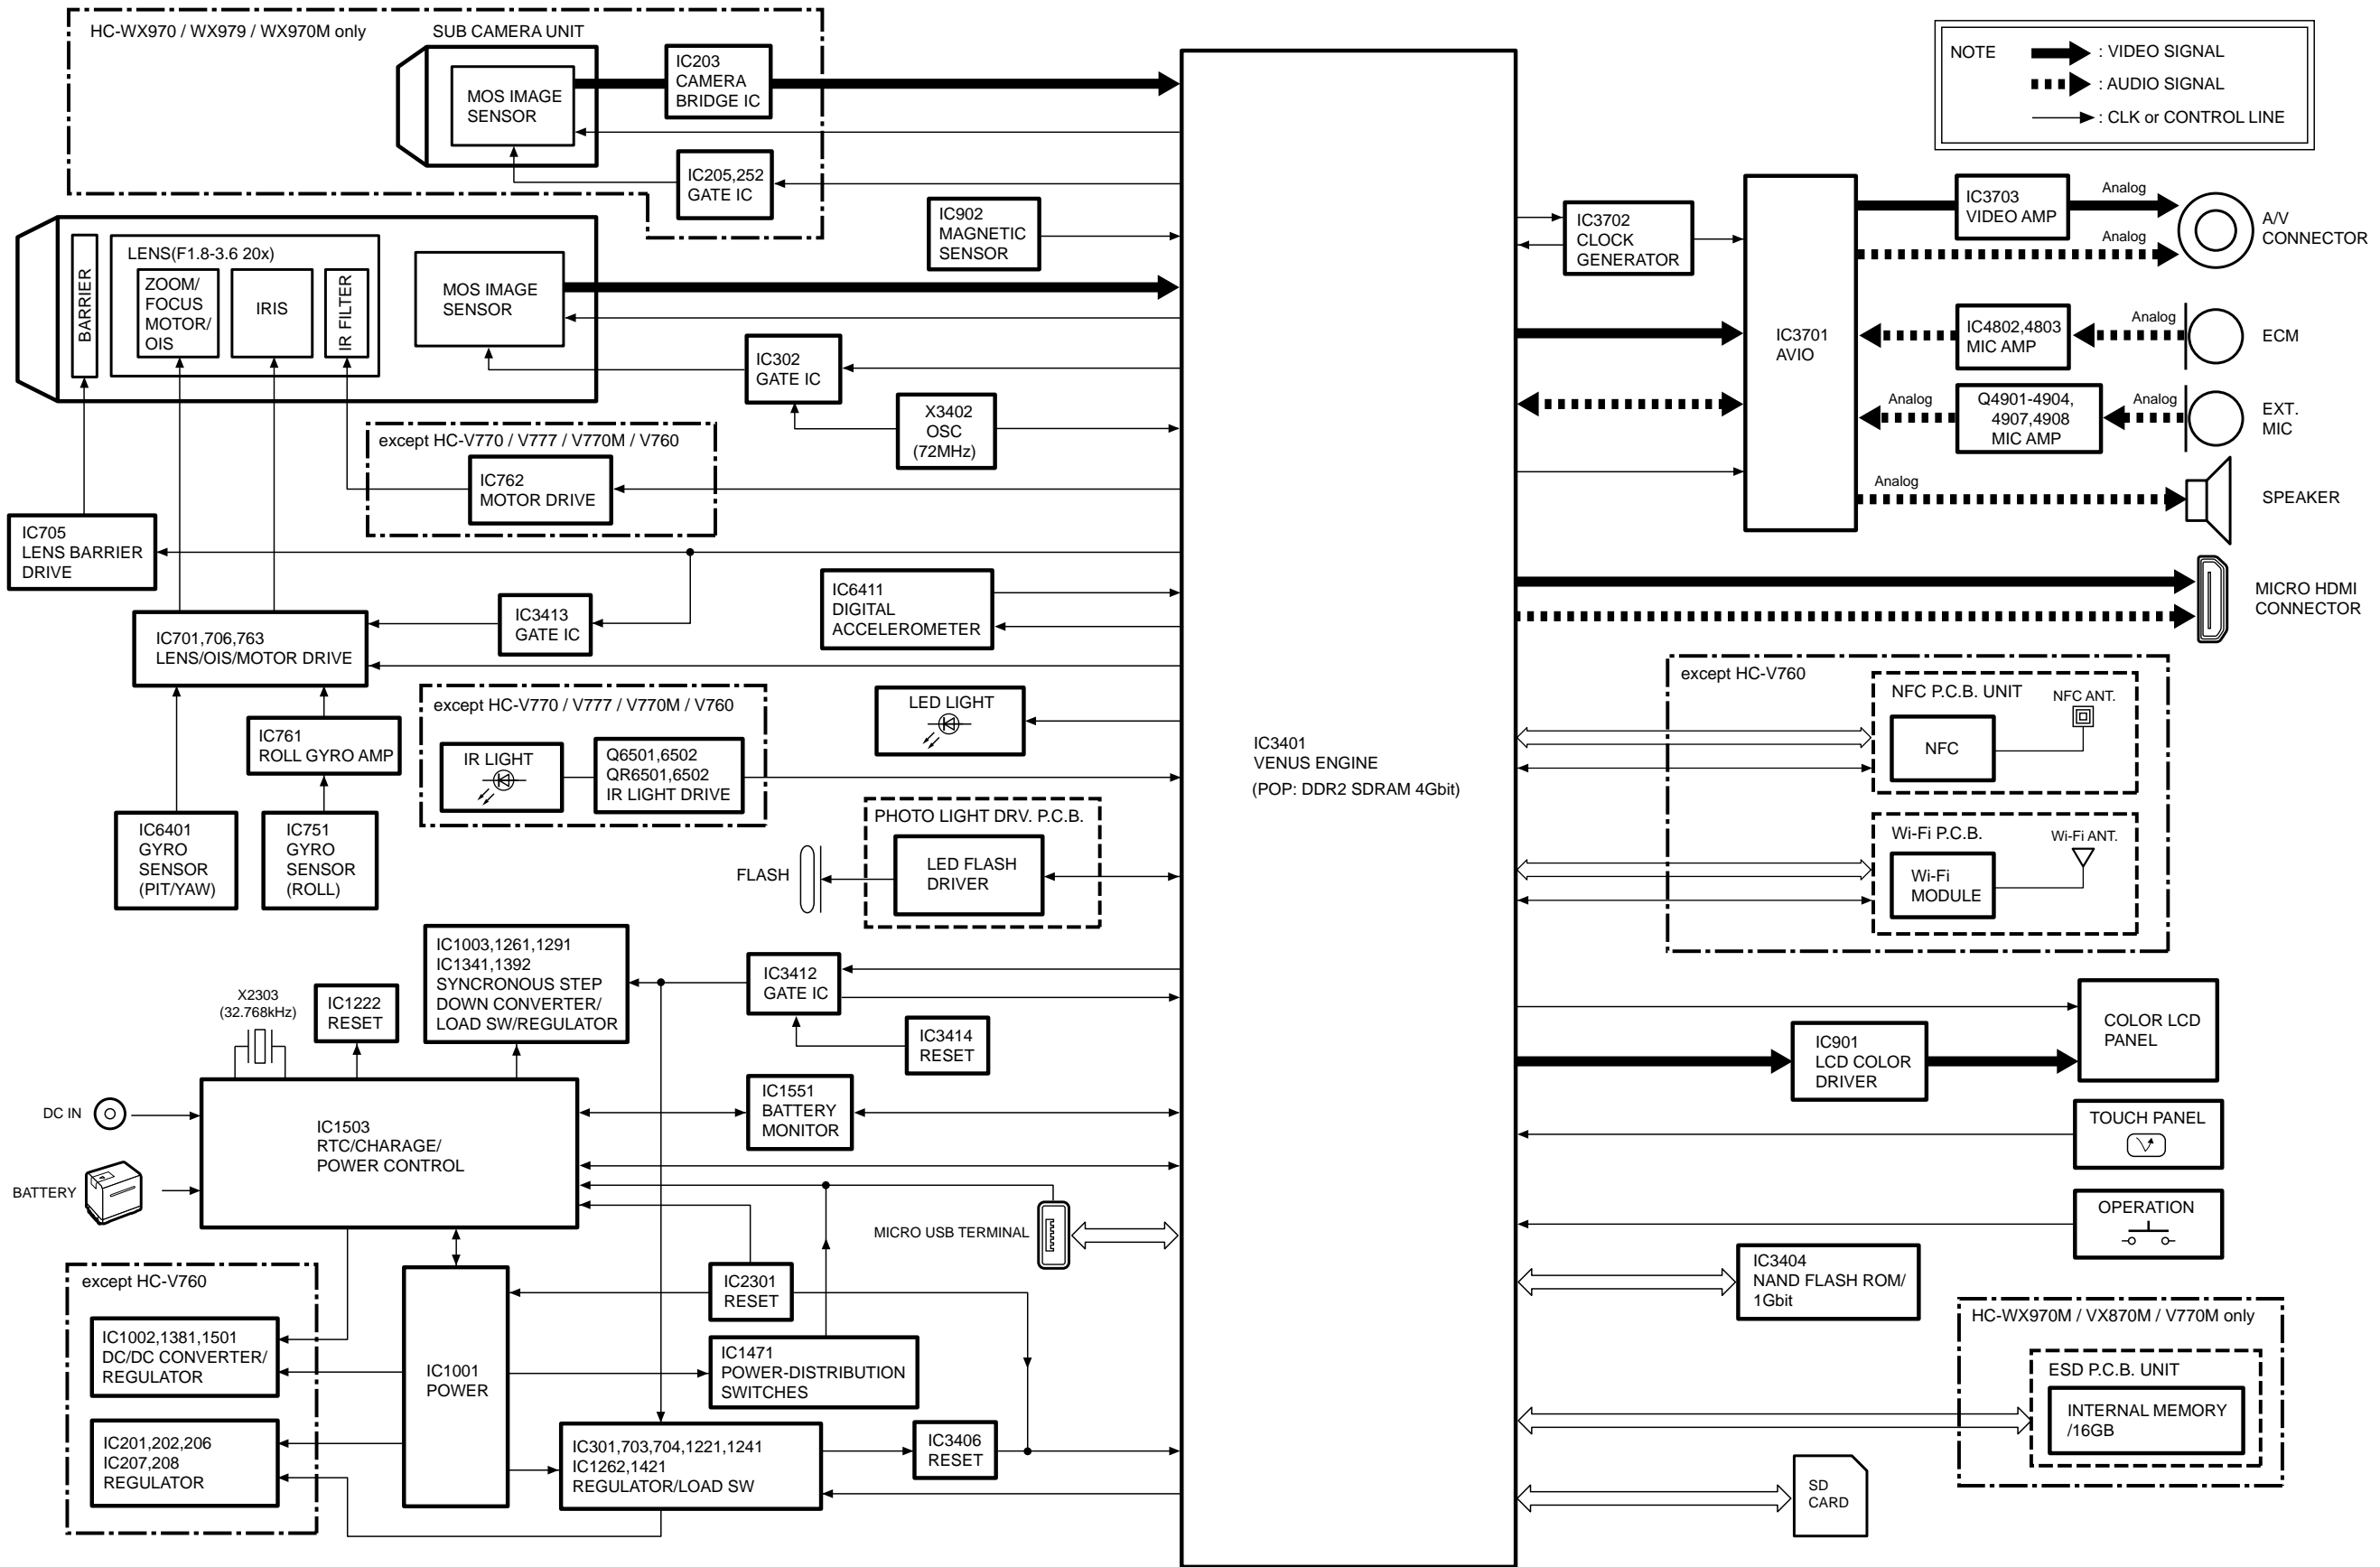 HC-WX970 / WX979 / WX970M only
SUB CAMERA UNIT
MOS IMAGE
SENSOR
IC203
CAMERA
BRIDGE IC
IC205,252
GATE IC
NOTE
: VIDEO SIGNAL
: AUDIO SIGNAL
: CLK or CONTROL LINE
IC902
MAGNETIC
SENSOR
BARRIER
LENS(F1.8-3.6 20x)
ZOOM/
FOCUS
MOTOR/
OIS
IRIS
IR FILTER
MOS IMAGE
SENSOR
IC302
GATE IC
X3402
OSC
(72MHz)
except HC-V770 / V777 / V770M / V760
IC762
MOTOR DRIVE
IC705
LENS BARRIER
DRIVE
IC3413
GATE IC
IC6411
DIGITAL
ACCELEROMETER
IC701,706,763
LENS/OIS/MOTOR DRIVE
except HC-V770 / V777 / V770M / V760
IR LIGHT
Q6501,6502
QR6501,6502
IR LIGHT DRIVE
LED LIGHT
IC761
ROLL GYRO AMP
IC6401
GYRO
SENSOR
(PIT/YAW)
IC751
GYRO
SENSOR
(ROLL)
PHOTO LIGHT DRV. P.C.B.
FLASH
LED FLASH
DRIVER
IC3401
VENUS ENGINE
(POP: DDR2 SDRAM 4Gbit)
IC3702
CLOCK
GENERATOR
IC3701
AVIO
IC3703
VIDEO AMP
Analog
Analog
A/V
CONNECTOR
IC4802,4803
MIC AMP
Analog
ECM
Analog
Q4901-4904,
4907,4908
MIC AMP
Analog
EXT.
MIC
Analog
SPEAKER
MICRO HDMI
CONNECTOR
except HC-V760
NFC P.C.B. UNIT
NFC ANT.
NFC
Wi-Fi P.C.B.
Wi-Fi ANT.
Wi-Fi
MODULE
IC1003,1261,1291
IC1341,1392
SYNCRONOUS STEP
DOWN CONVERTER/
LOAD SW/REGULATOR
X2303
(32.768kHz)
IC1222
RESET
IC3412
GATE IC
IC3414
RESET
DC IN
BATTERY
IC1503
RTC/CHARAGE/
POWER CONTROL
IC1551
BATTERY
MONITOR
MICRO USB TERMINAL
IC901
LCD COLOR
DRIVER
COLOR LCD
PANEL
TOUCH PANEL
OPERATION
except HC-V760
IC1002,1381,1501
DC/DC CONVERTER/
REGULATOR
IC201,202,206
IC207,208
REGULATOR
IC1001
POWER
IC2301
RESET
IC1471
POWER-DISTRIBUTION
SWITCHES
IC301,703,704,1221,1241
IC1262,1421
REGULATOR/LOAD SW
IC3406
RESET
IC3404
NAND FLASH ROM/
1Gbit
HC-WX970M / VX870M / V770M only
ESD P.C.B. UNIT
INTERNAL MEMORY
/16GB
SD
CARD